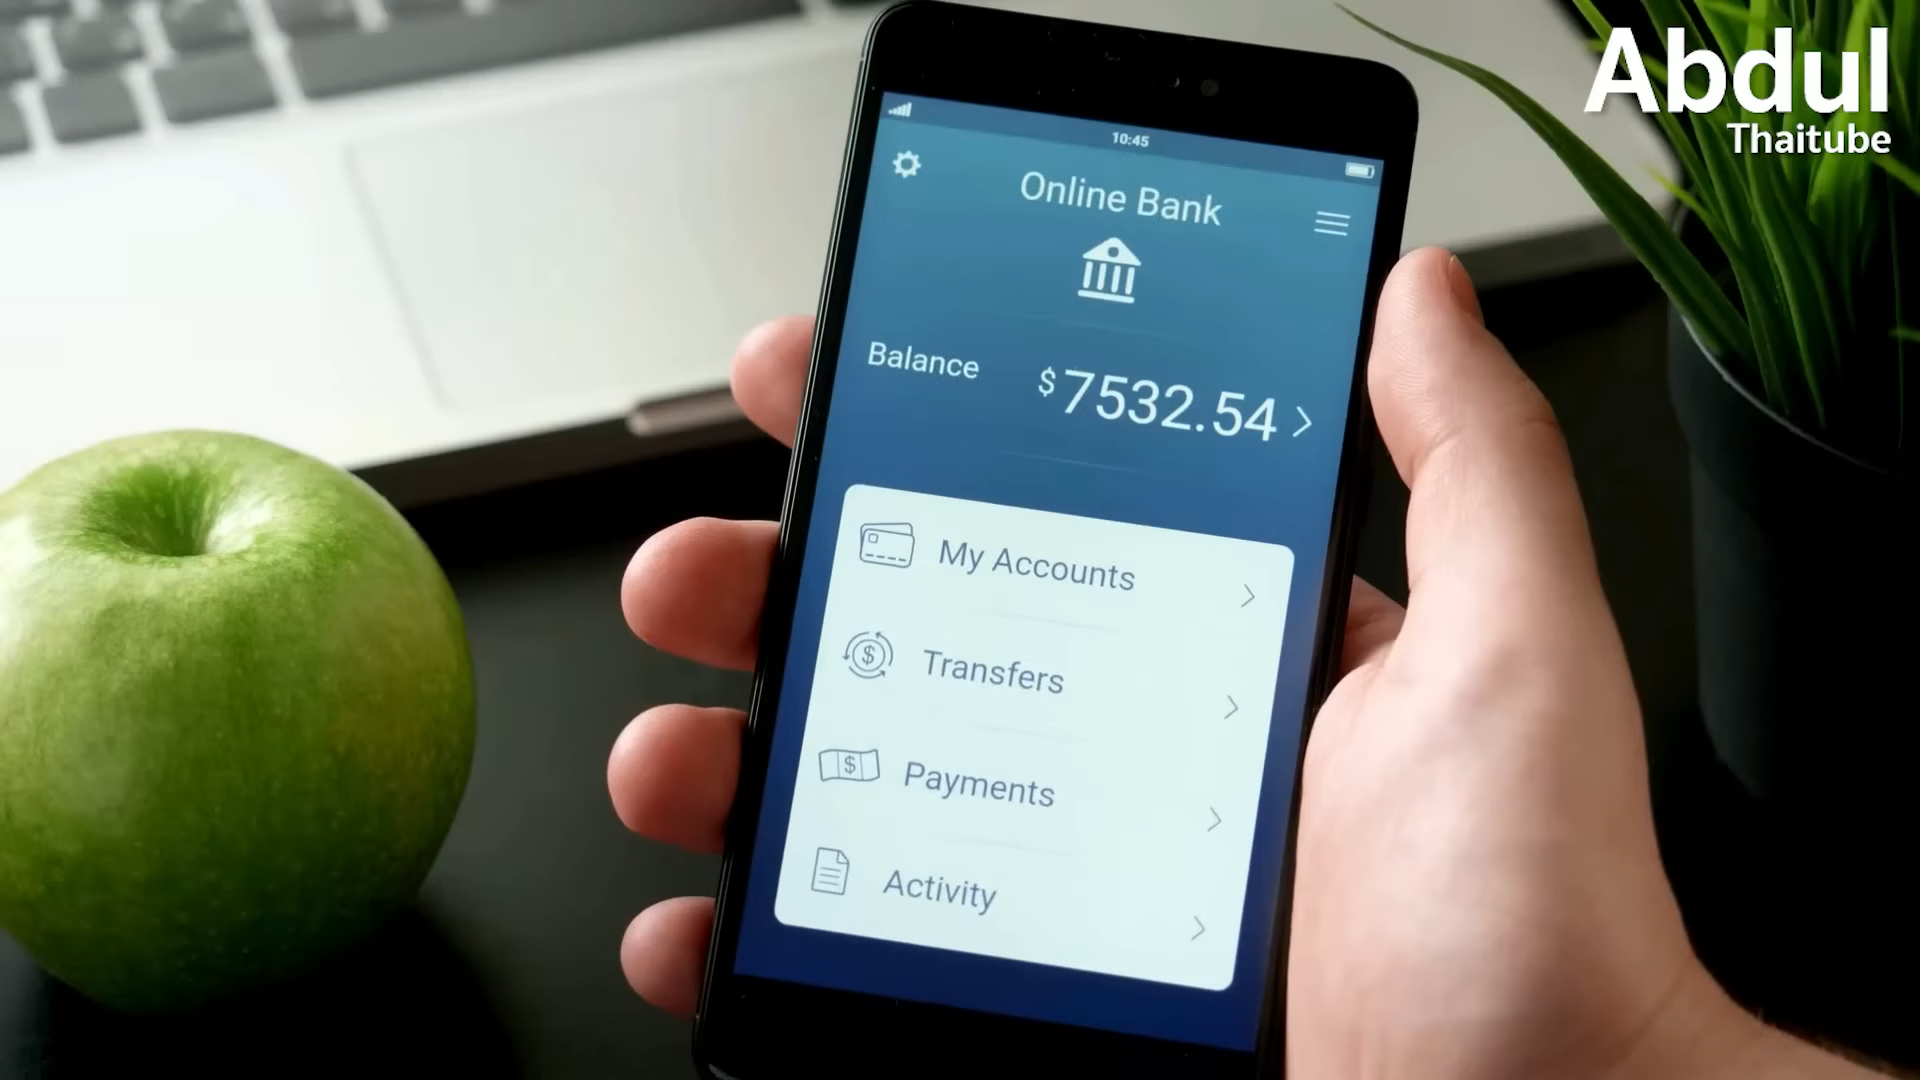 Abdul
Thaitube
10:45
Online Bank
Balance $7532.54
My Accounts
Transfers
$
Payments
$
Activity